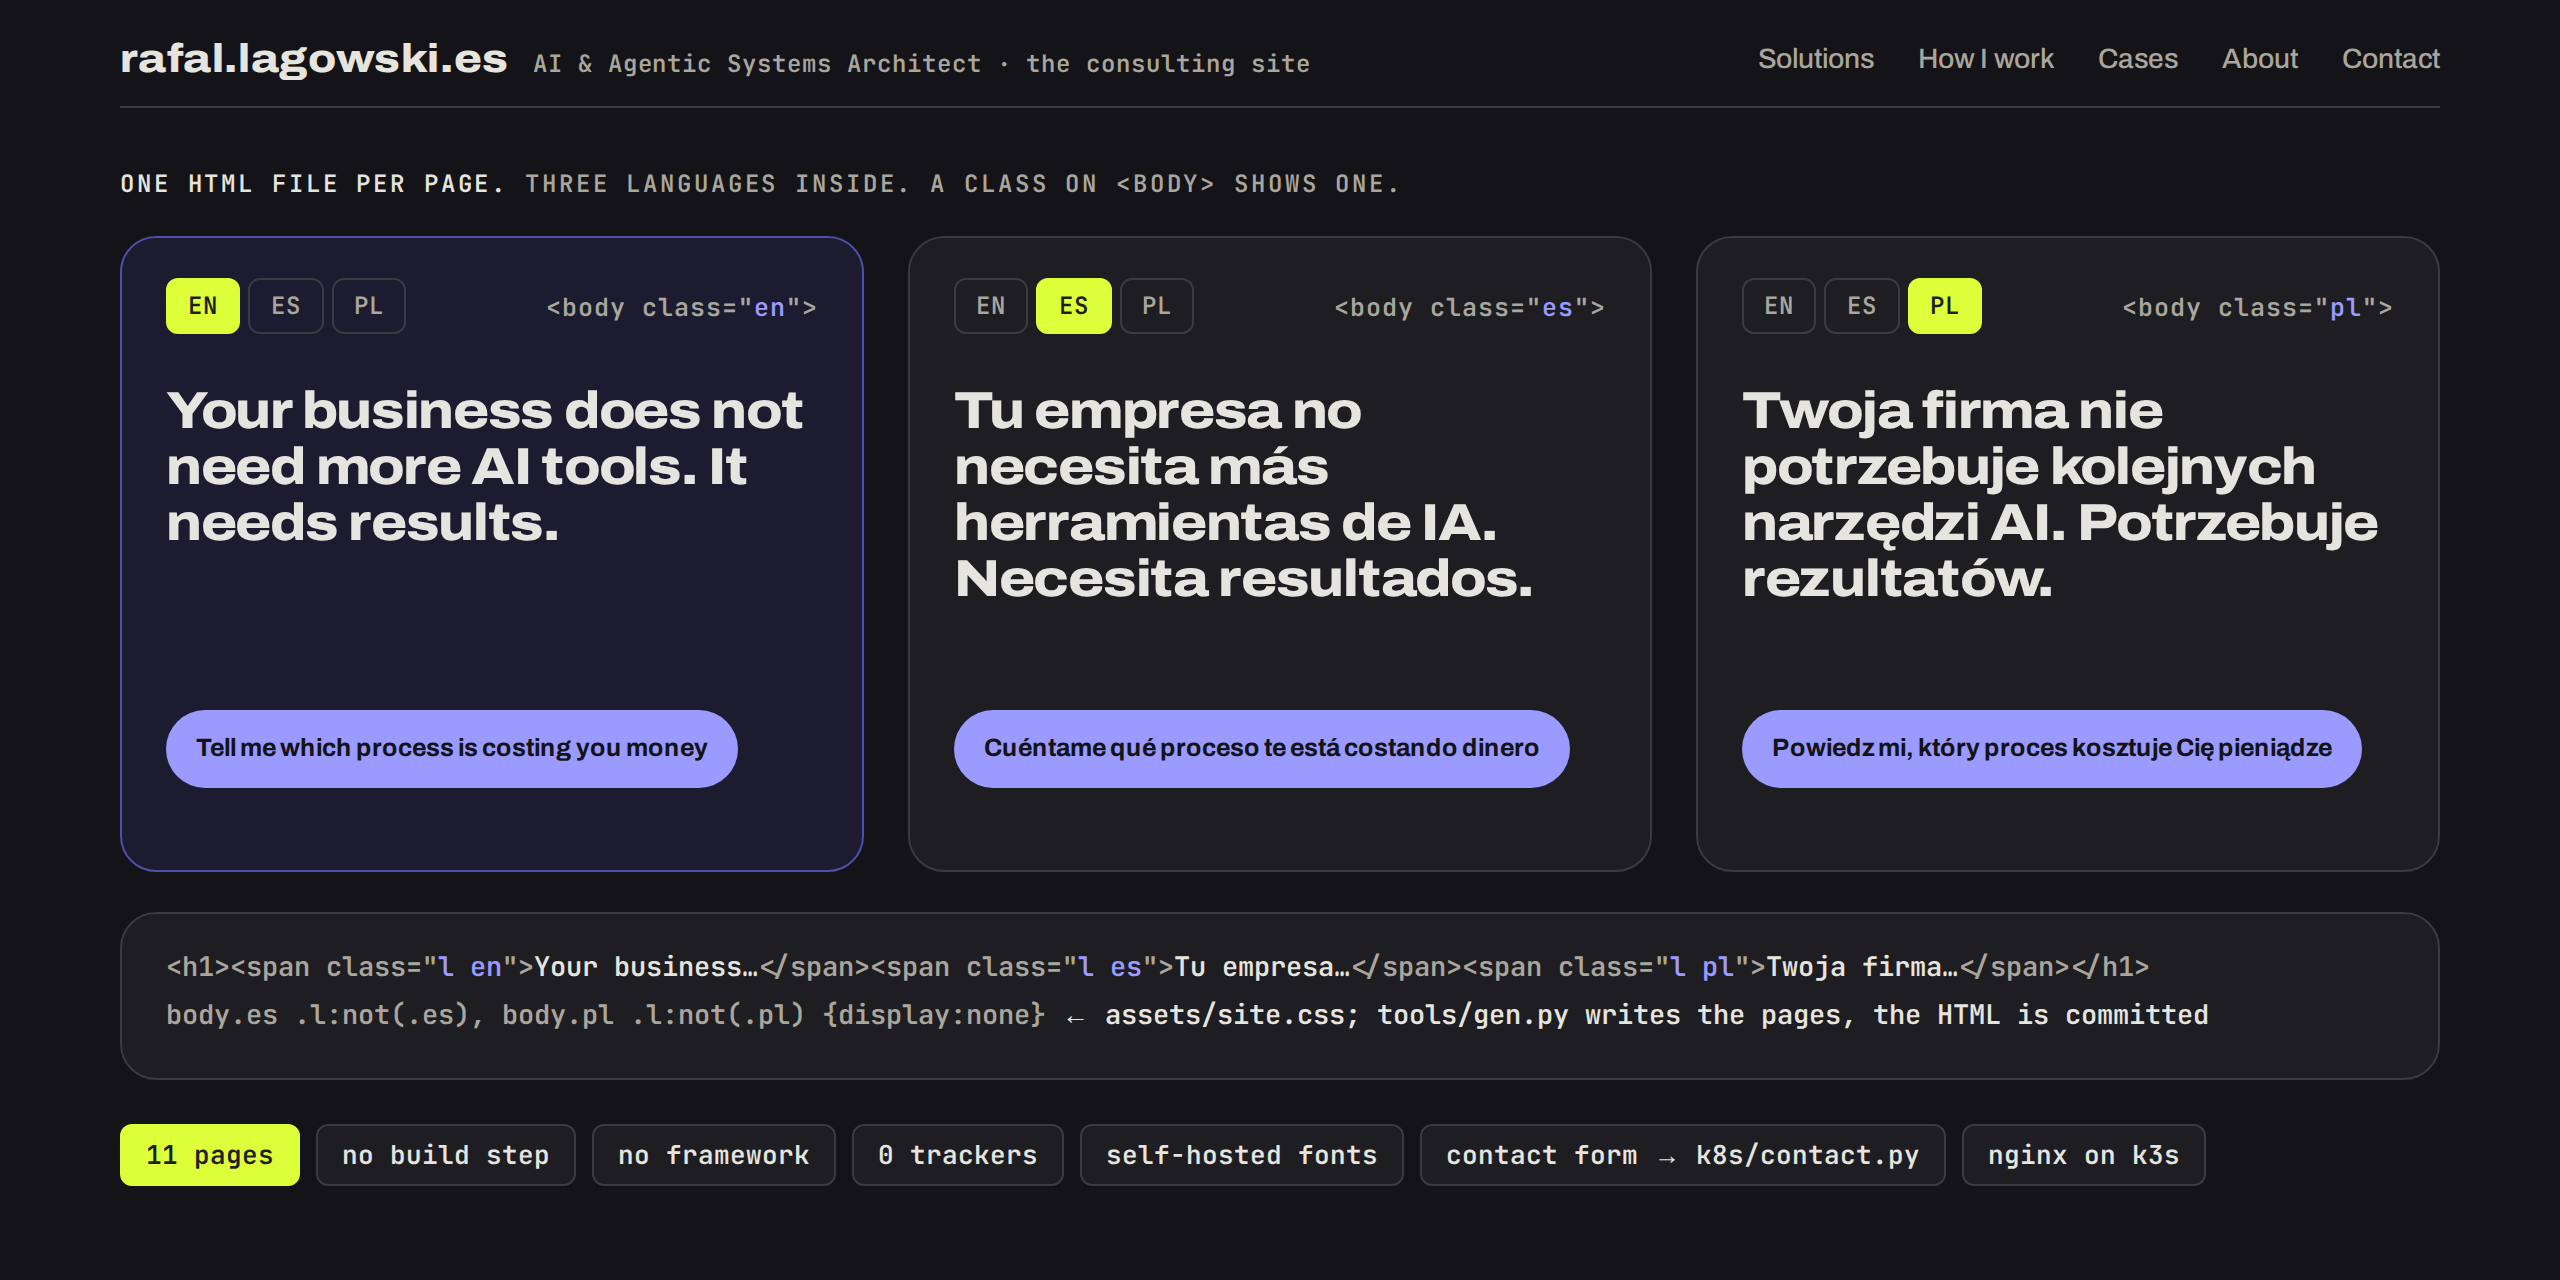 rafal.lagowski.es AI & Agentic Systems Architect · the consulting site
Solutions How I work Cases About Contact
ONE HTML FILE PER PAGE. THREE LANGUAGES INSIDE. A CLASS ON <BODY> SHOWS ONE.
EN ES PL <body class="en">
Your business does not
need more AI tools. It
needs results.
Tell me which process is costing you money
EN ES PL <body class="es">
Tu empresa no
necesita más
herramientas de IA.
Necesita resultados.
Cuéntame qué proceso te está costando dinero
EN ES PL <body class="pl">
Twoja firma nie
potrzebuje kolejnych
narzędzi AI. Potrzebuje
rezultatów.
Powiedz mi, który proces kosztuje Cię pieniądze
<h1><span class="l en">Your business…</span><span class="l es">Tu empresa…</span><span class="l pl">Twoja firma…</span></h1>
body.es .l:not(.es), body.pl .l:not(.pl) {display:none} ← assets/site.css; tools/gen.py writes the pages, the HTML is committed
11 pages no build step no framework 0 trackers self-hosted fonts contact form → k8s/contact.py nginx on k3s